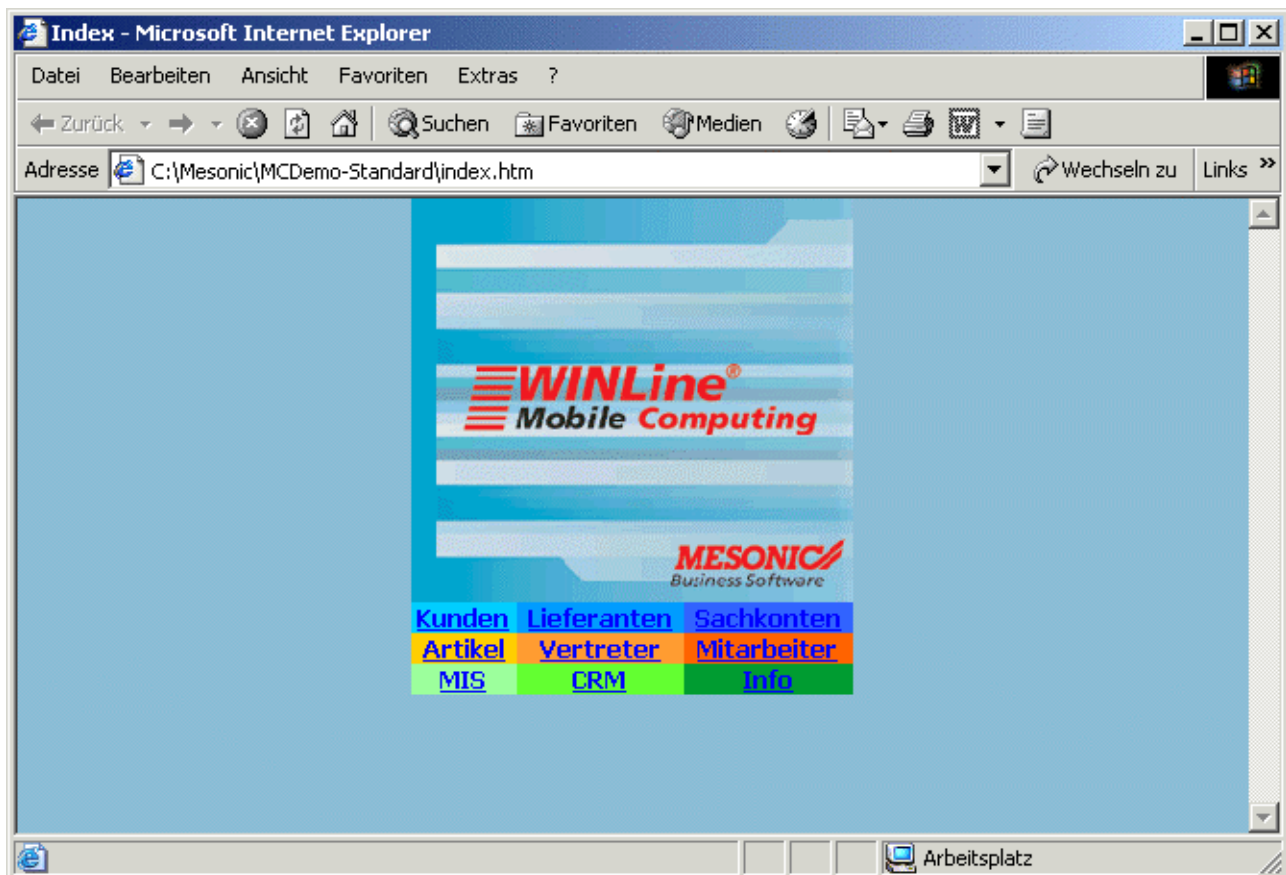 Index - Microsoft Internet Explorer
Datei Bearbeiten Ansicht Favoriten Extras ?
Zurück Suchen Favoriten Medien
Adresse C:\Mesonic\MCDemo-Standard\index.htm Wechseln zu Links »
WINLine®
Mobile Computing
MESONIC
Business Software
Kunden Lieferanten Sachkonten
Artikel Vertreter Mitarbeiter
MIS CRM Info
Arbeitsplatz